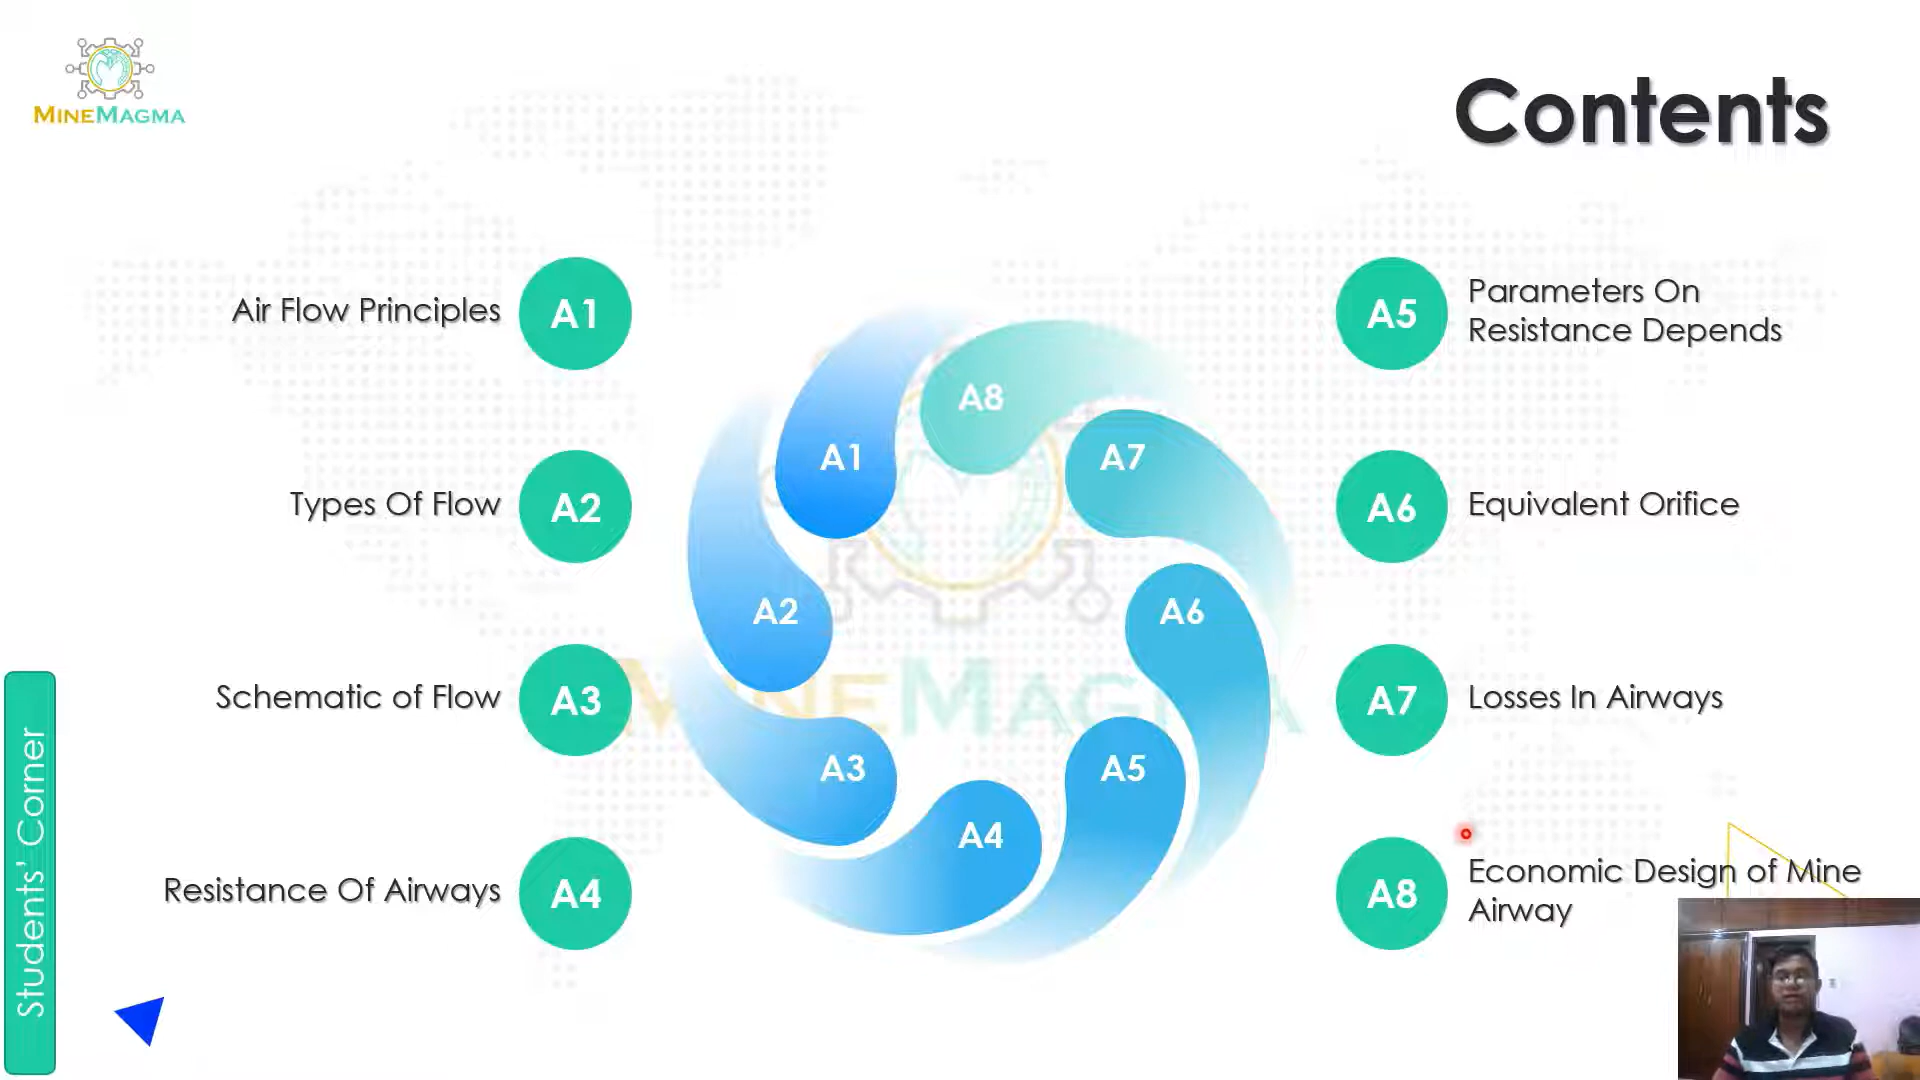 MINEMAGMA
Contents
Air Flow Principles
A1
Types Of Flow
A2
Schematic of Flow
A3
Resistance Of Airways
A4
A8
A1
A7
A2
A6
MINEMAGMA
A3
A5
A4
A5
Parameters On
Resistance Depends
A6
Equivalent Orifice
A7
Losses In Airways
A8
Economic Design of Mine
Airway
Students' Corner